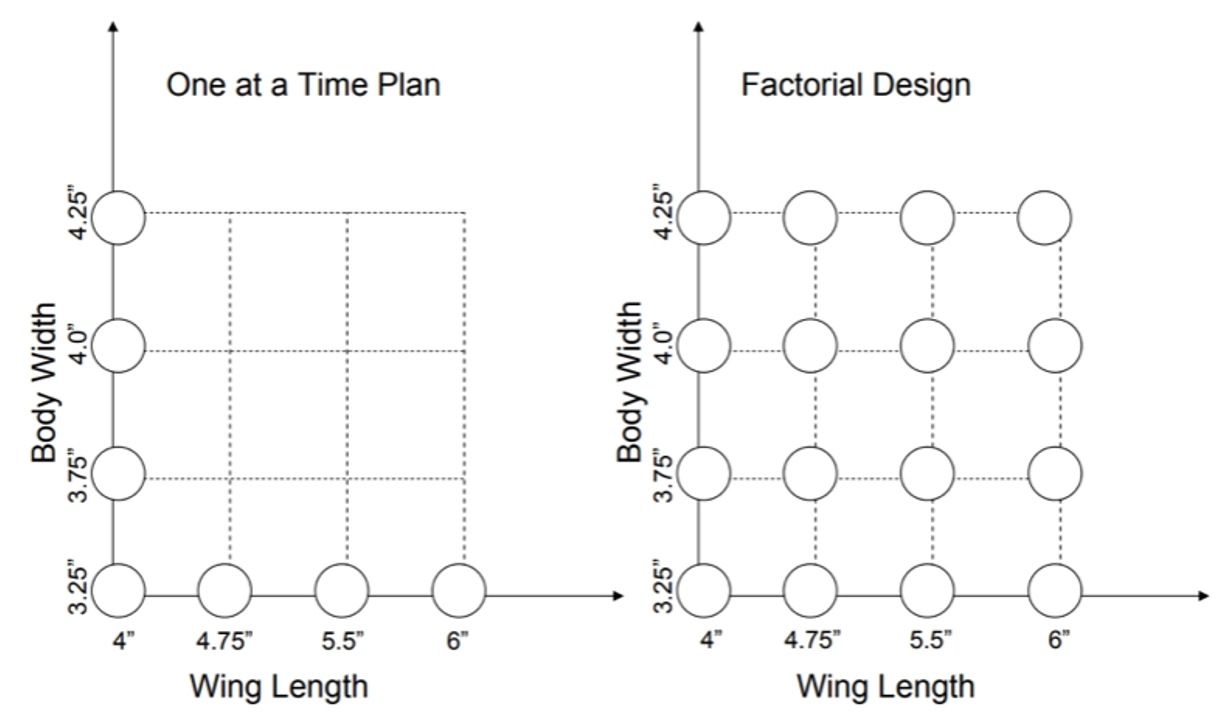 One at a Time Plan
Body Width
4.25”
4.0”
3.75”
3.25”
4”
4.75”
5.5”
6”
Wing Length
Factorial Design
Body Width
4.25”
4.0”
3.75”
3.25”
4”
4.75”
5.5”
6”
Wing Length